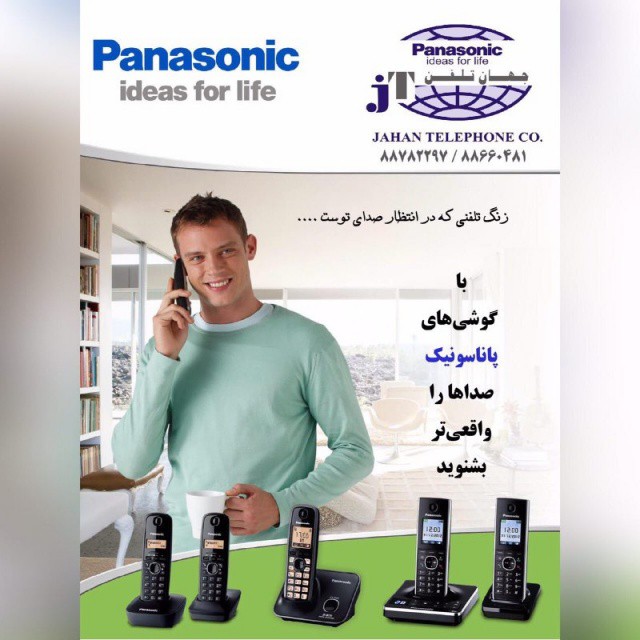 Panasonic
ideas for life
Panasonic
ideas for life
جهان تلفن
jT
JAHAN TELEPHONE CO.
۸۸۷۸۲۲۹۷ / ۸۸۶۶۰۴۸۱
زنگ تلفنی که در انتظار صدای توست ....
با
گوشی‌های
پاناسونیک
صداها را
واقعی‌تر
بشنوید
Panasonic